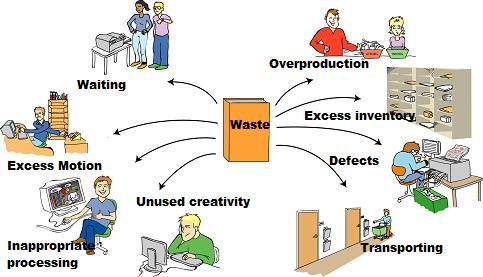 Overproduction
Waiting
Waste
Excess inventory
Excess Motion
Defects
Unused creativity
Inappropriate
processing
Transporting